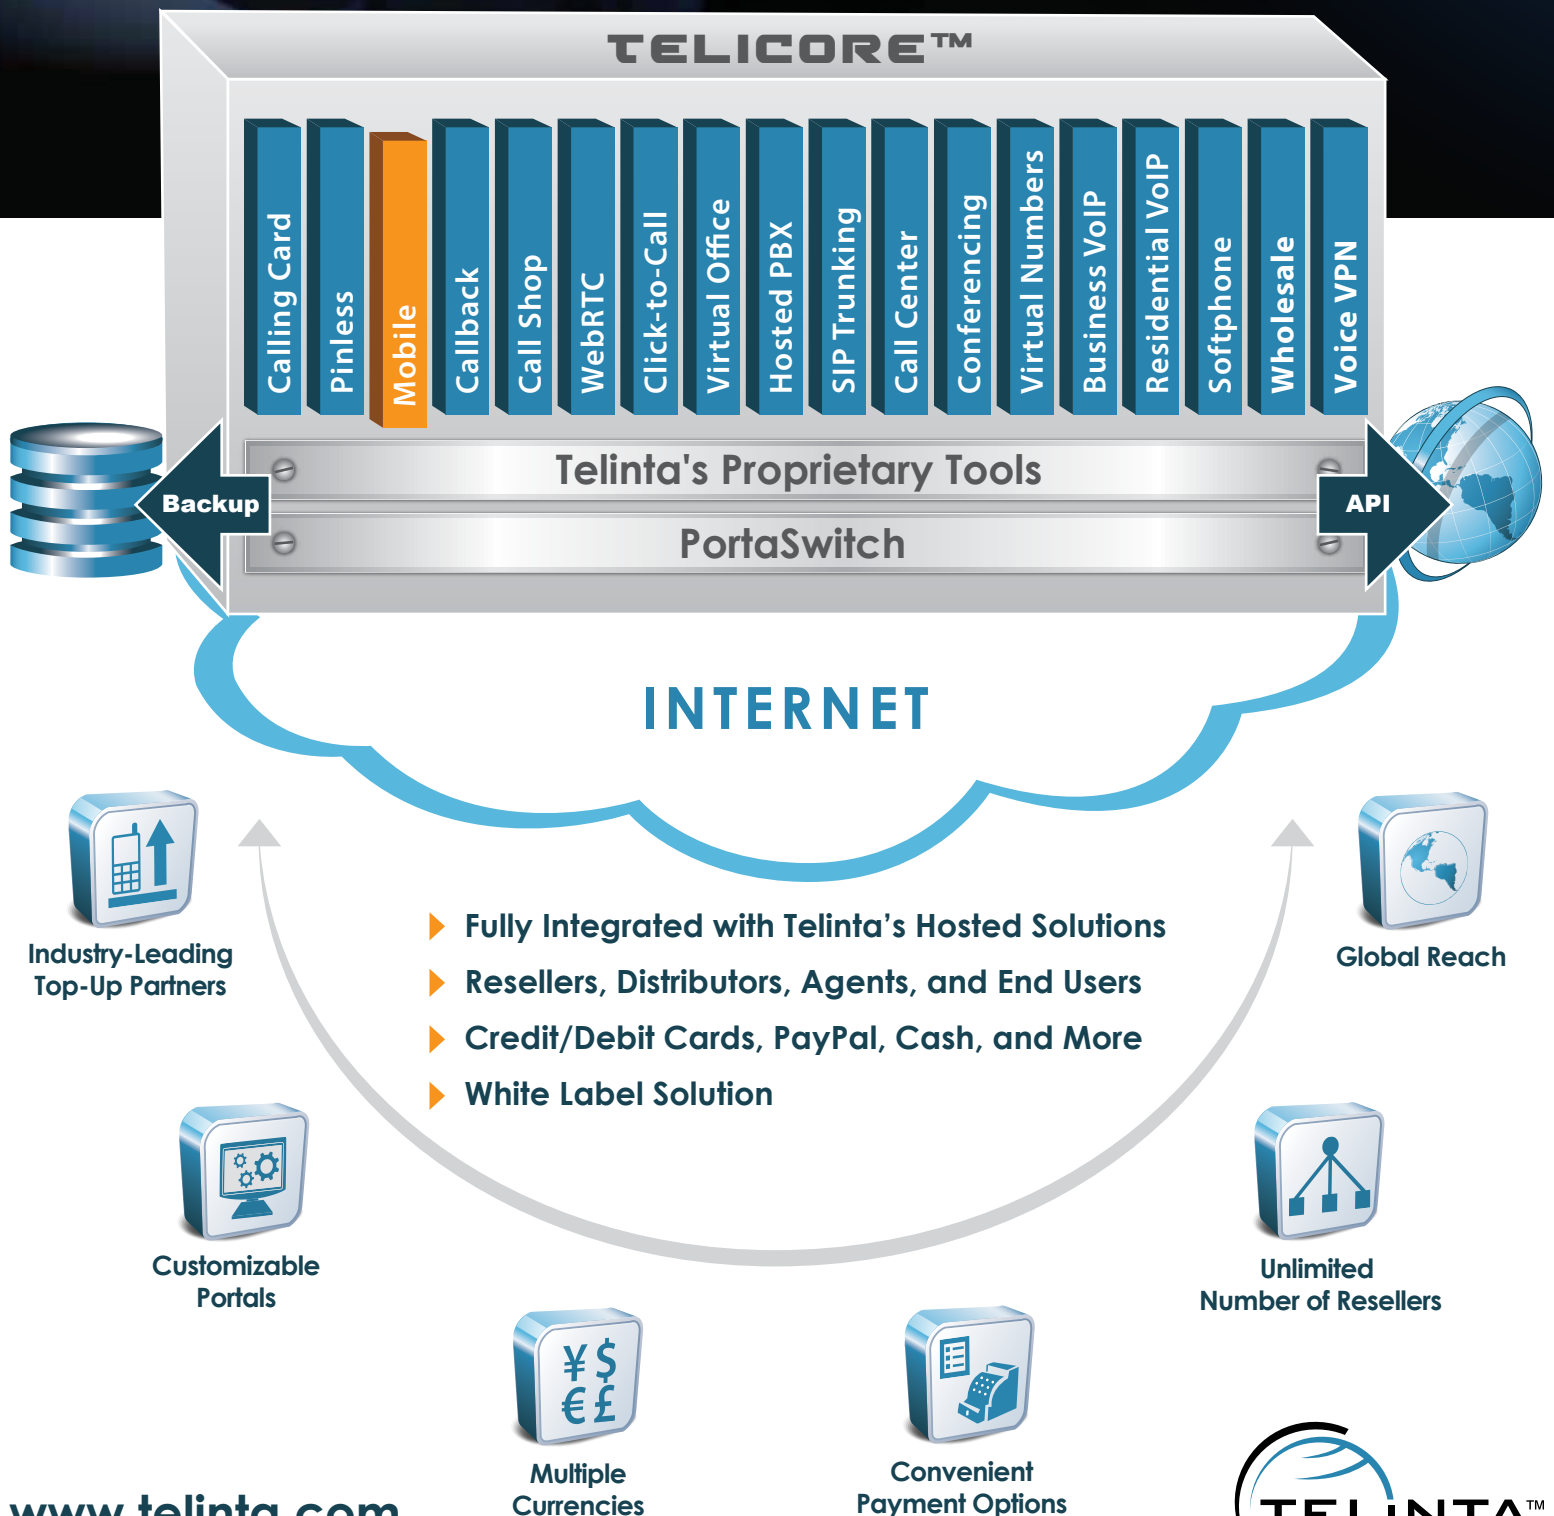 TELICORE™
Calling Card
Pinless
Mobile
Callback
Call Shop
WebRTC
Click-to-Call
Virtual Office
Hosted PBX
SIP Trunking
Call Center
Conferencing
Virtual Numbers
Business VoIP
Residential VoIP
Softphone
Wholesale
Voice VPN
Telinta's Proprietary Tools
Backup
API
PortaSwitch
INTERNET
Industry-Leading
Top-Up Partners
Global Reach
Fully Integrated with Telinta’s Hosted Solutions
Resellers, Distributors, Agents, and End Users
Credit/Debit Cards, PayPal, Cash, and More
White Label Solution
Customizable
Portals
Unlimited
Number of Resellers
¥ $
€ £
Multiple
Currencies
Convenient
Payment Options
www.telinta.com
TELINTA™